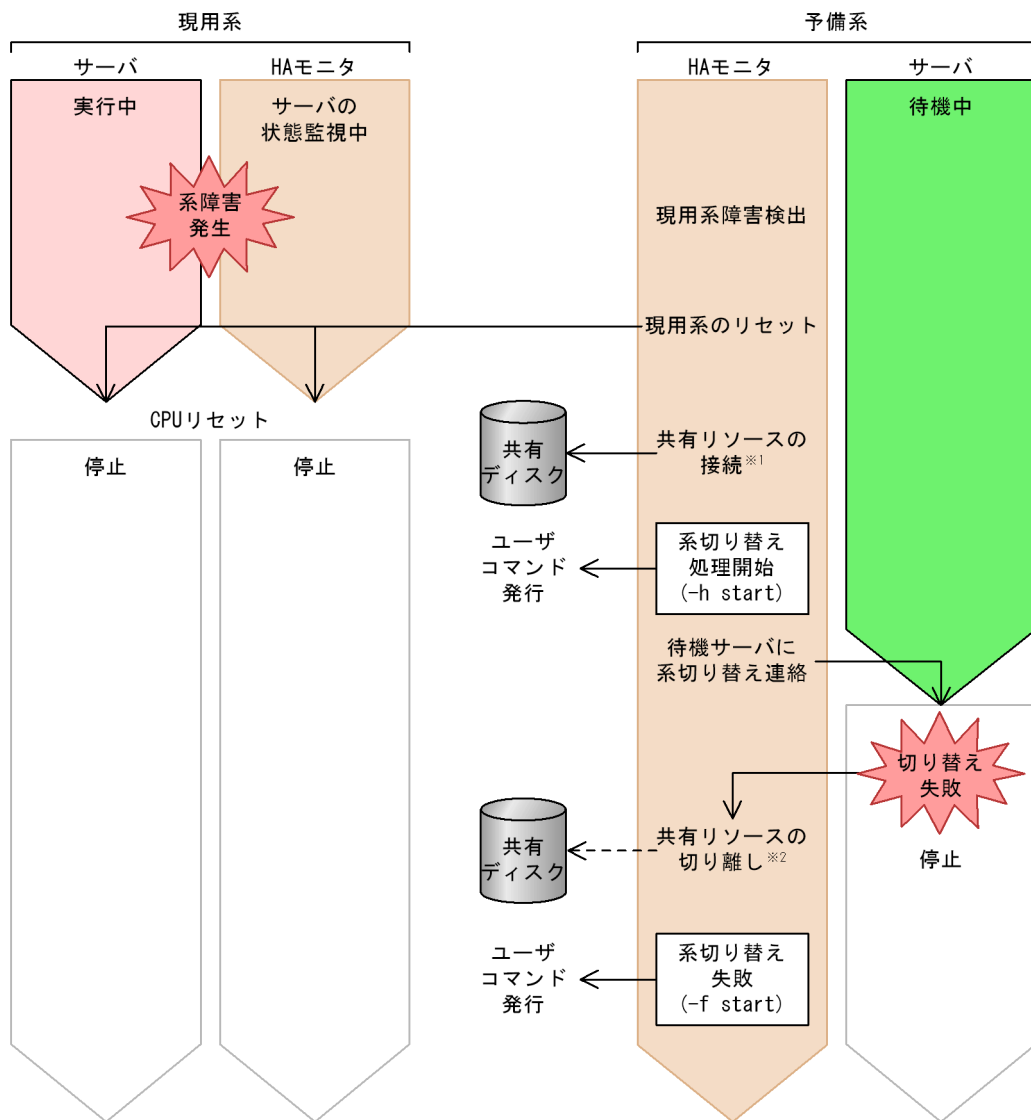 現用系
予備系
サーバ
HAモニタ
HAモニタ
サーバ
実行中
サーバの
状態監視中
待機中
系障害
発生
現用系障害検出
現用系のリセット
CPUリセット
停止
停止
共有
ディスク
共有リソースの
接続※1
ユーザ
コマンド
発行
系切り替え
処理開始
(-h start)
待機サーバに
系切り替え連絡
切り替え
失敗
停止
共有
ディスク
共有リソースの
切り離し※2
ユーザ
コマンド
発行
系切り替え
失敗
(-f start)